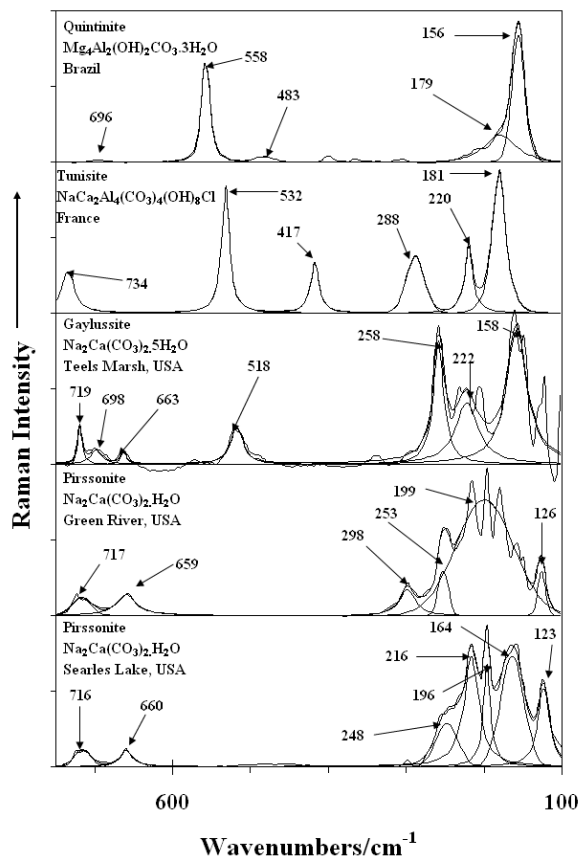 Quintinite
Mg4Al2(OH)2CO3.3H2O
Brazil
696
558
483
179
156
Tunisite
NaCa2Al4(CO3)4(OH)8Cl
France
734
532
417
288
220
181
Gaylussite
Na2Ca(CO3)2.5H2O
Teels Marsh, USA
719
698
663
518
258
222
158
Pirssonite
Na2Ca(CO3)2.H2O
Green River, USA
717
659
298
253
199
126
Pirssonite
Na2Ca(CO3)2.H2O
Searles Lake, USA
716
660
248
216
196
164
123
Raman Intensity
600
100
Wavenumbers/cm-1